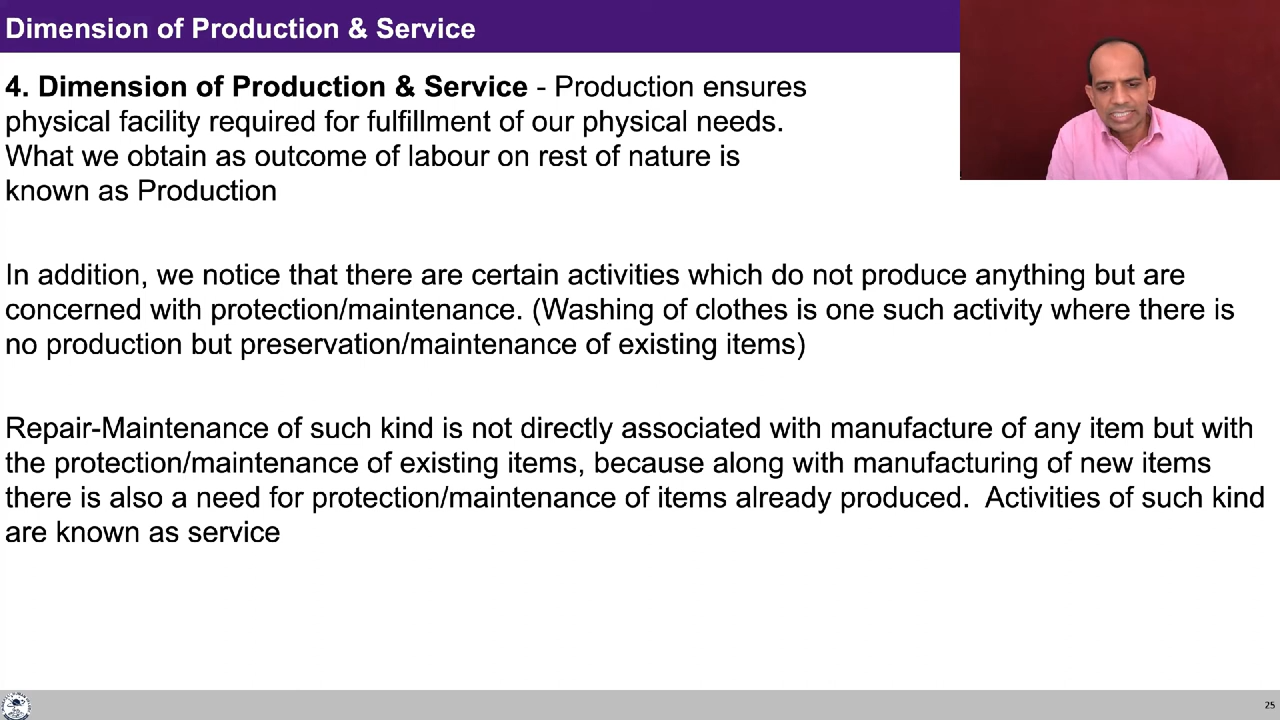 Dimension of Production & Service
4. Dimension of Production & Service - Production ensures
physical facility required for fulfillment of our physical needs.
What we obtain as outcome of labour on rest of nature is
known as Production
In addition, we notice that there are certain activities which do not produce anything but are
concerned with protection/maintenance. (Washing of clothes is one such activity where there is
no production but preservation/maintenance of existing items)
Repair-Maintenance of such kind is not directly associated with manufacture of any item but with
the protection/maintenance of existing items, because along with manufacturing of new items
there is also a need for protection/maintenance of items already produced.  Activities of such kind
are known as service
25